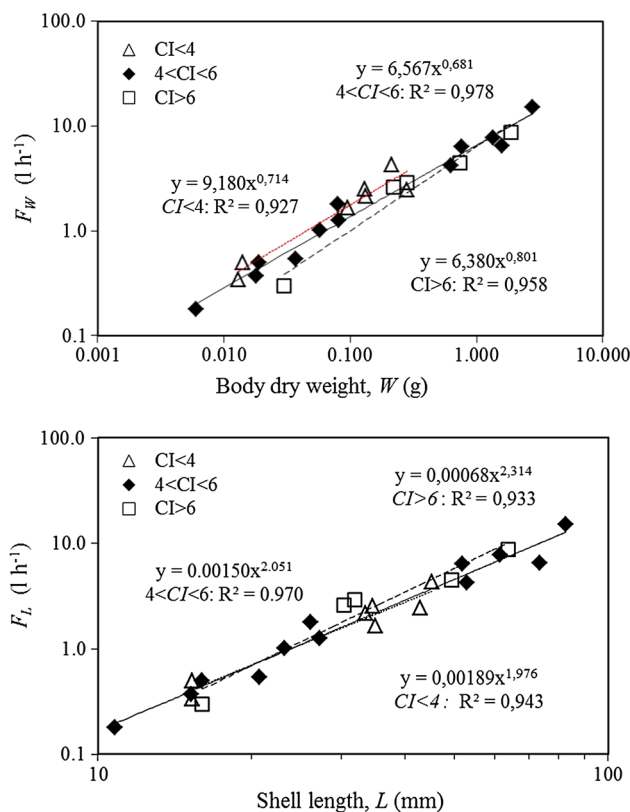 100.0
CI<4
4<CI<6
CI>6
y = 6,567x^0,681
4<CI<6: R² = 0,978
10.0
y = 9,180x^0,714
CI<4: R² = 0,927
1.0
y = 6,380x^0,801
CI>6: R² = 0,958
0.1
0.001 0.010 0.100 1.000 10.000
F_W (l h⁻¹)
Body dry weight, W (g)
100.0
CI<4
4<CI<6
CI>6
y = 0,00068x^2,314
CI>6: R² = 0,933
10.0
y = 0.00150x^2.051
4<CI<6: R² = 0.970
1.0
y = 0,00189x^1,976
CI<4: R² = 0,943
0.1
10 100
F_L (l h⁻¹)
Shell length, L (mm)